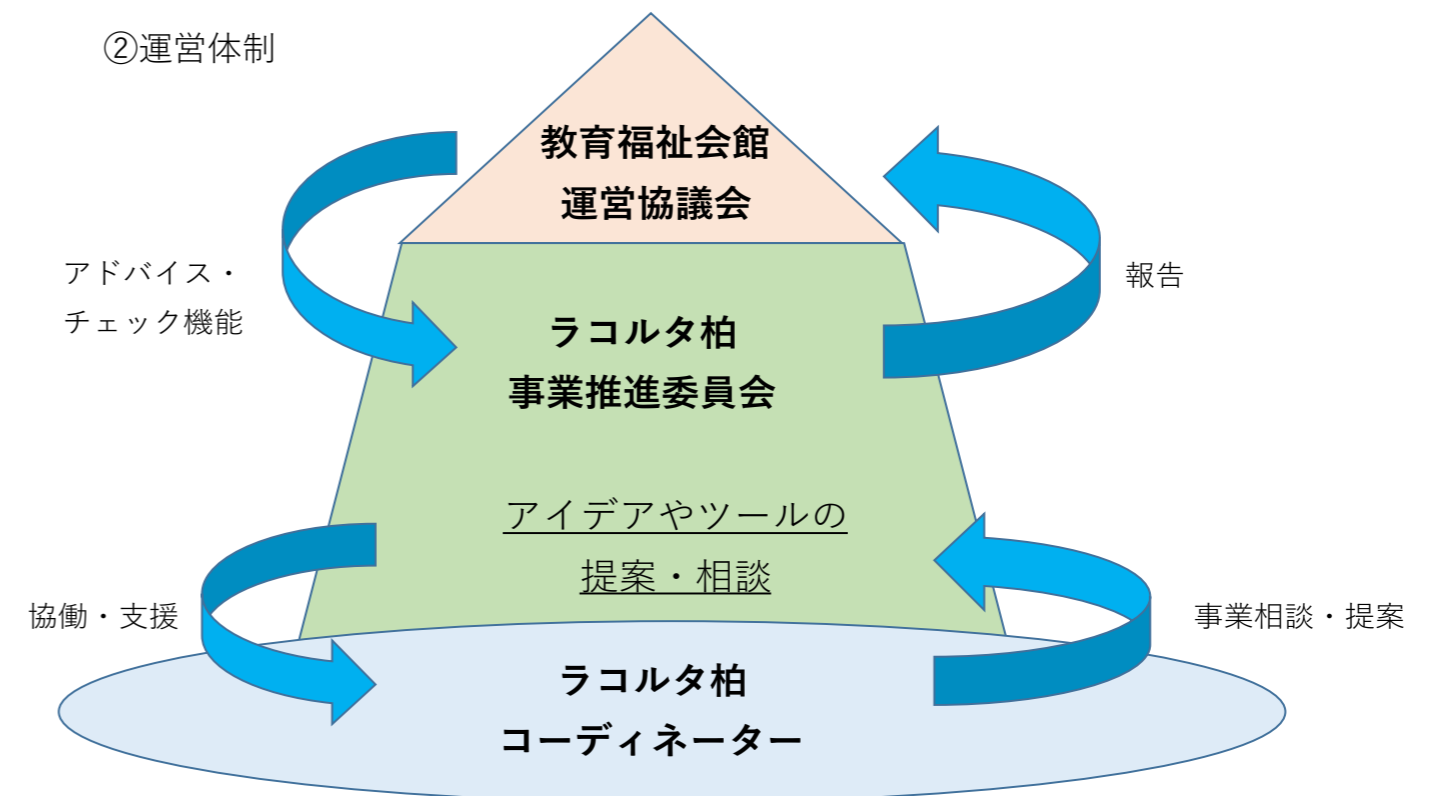 ②運営体制
教育福祉会館
運営協議会
アドバイス・
チェック機能
報告
ラコルタ柏
事業推進委員会
アイデアやツールの
提案・相談
協働・支援
事業相談・提案
ラコルタ柏
コーディネーター